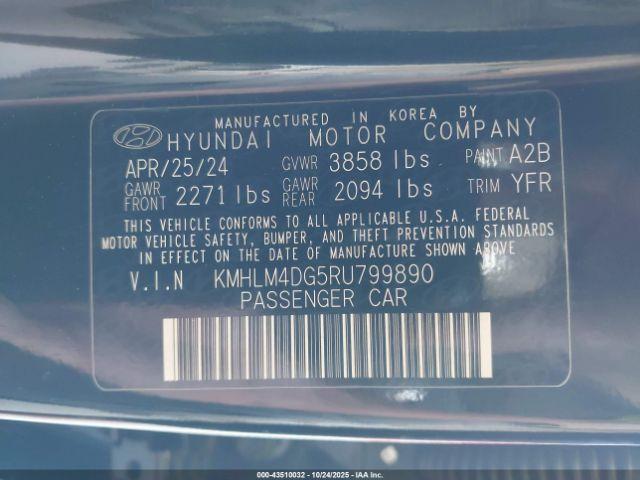 MANUFACTURED IN KOREA BY
HYUNDAI MOTOR COMPANY
APR/25/24 GVWR 3858 lbs PAINT A2B
GAWR FRONT 2271 lbs GAWR REAR 2094 lbs TRIM YFR
THIS VEHICLE CONFORMS TO ALL APPLICABLE U.S.A. FEDERAL
MOTOR VEHICLE SAFETY, BUMPER, AND THEFT PREVENTION STANDARDS
IN EFFECT ON THE DATE OF MANUFACTURE SHOWN ABOVE
V.I.N KMHLM4DG5RU799890
PASSENGER CAR
000-43510032 - 10/24/2025 - IAAI.com